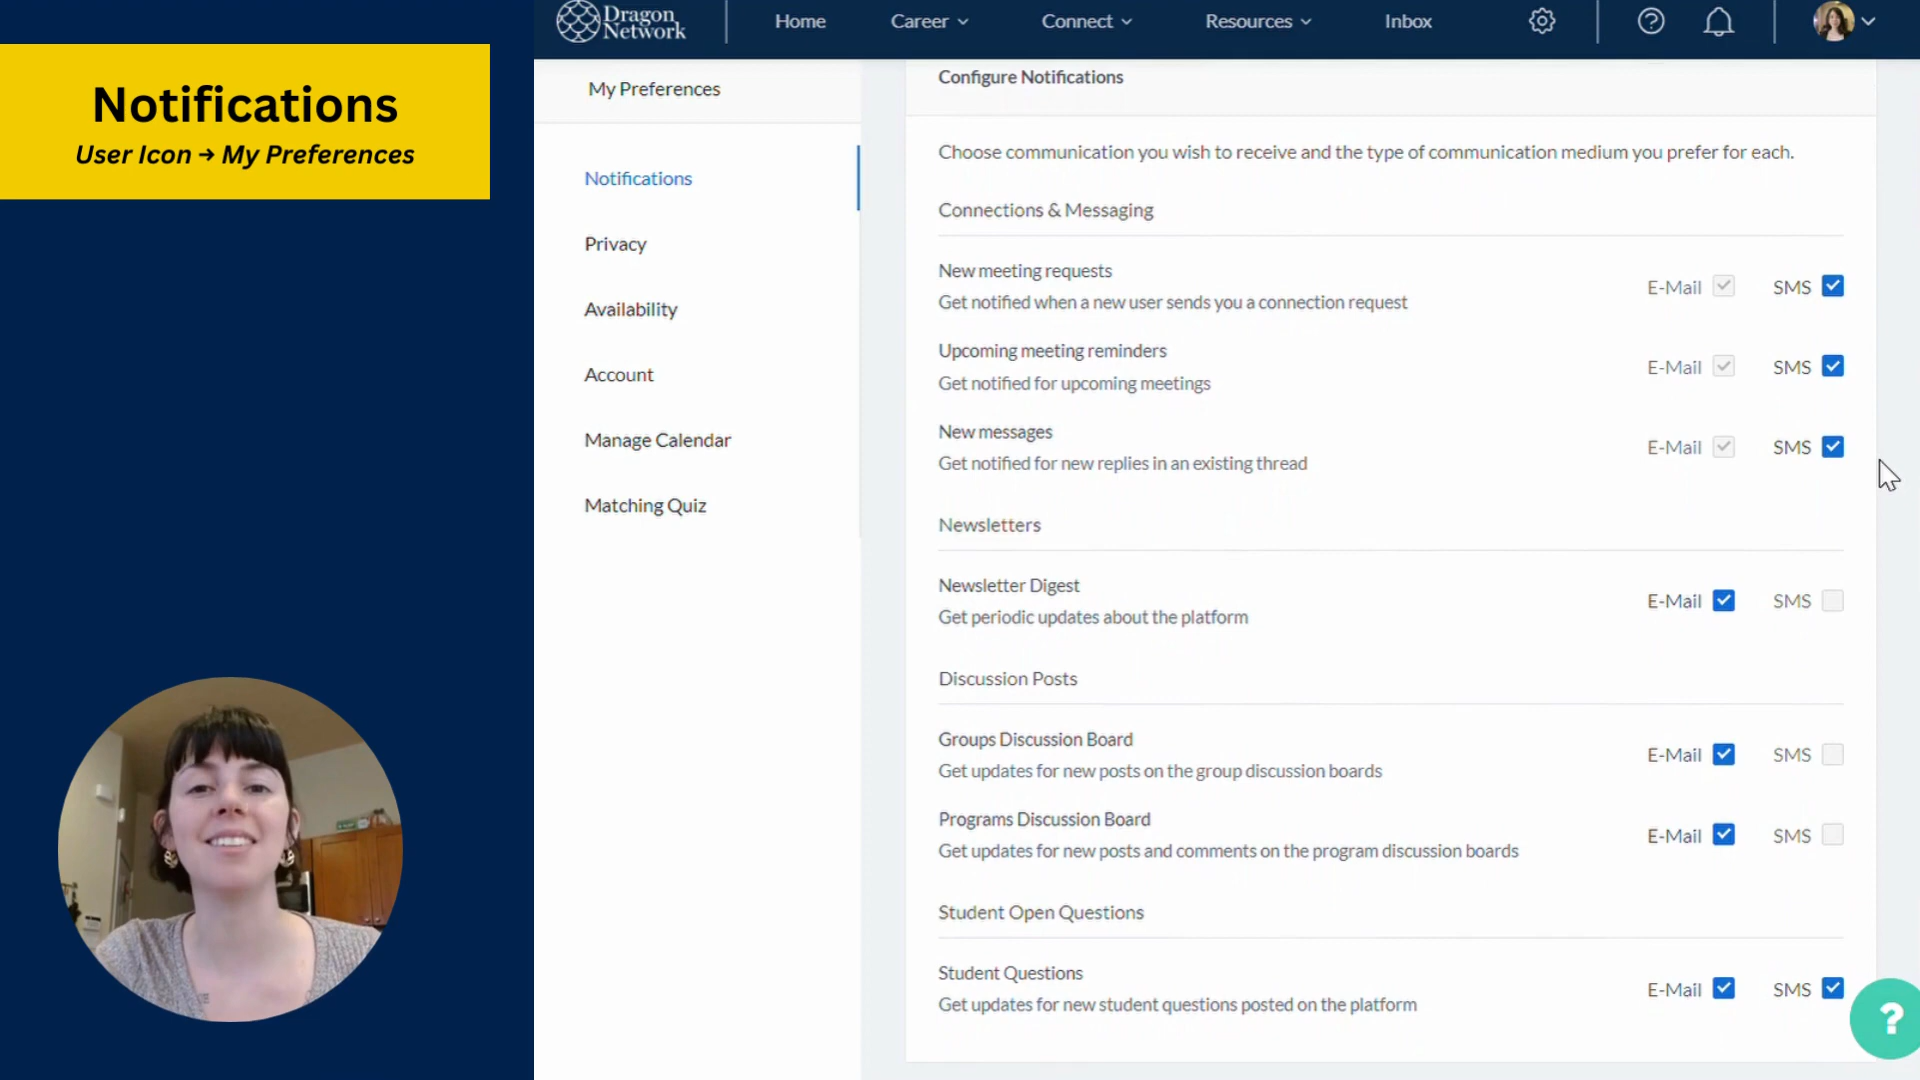 Notifications
User Icon → My Preferences
Dragon
Network
Home
Career
Connect
Resources
Inbox
My Preferences
Notifications
Privacy
Availability
Account
Manage Calendar
Matching Quiz
Configure Notifications
Choose communication you wish to receive and the type of communication medium you prefer for each.
Connections & Messaging
New meeting requests
Get notified when a new user sends you a connection request
E-Mail SMS
Upcoming meeting reminders
Get notified for upcoming meetings
E-Mail SMS
New messages
Get notified for new replies in an existing thread
E-Mail SMS
Newsletters
Newsletter Digest
Get periodic updates about the platform
E-Mail SMS
Discussion Posts
Groups Discussion Board
Get updates for new posts on the group discussion boards
E-Mail SMS
Programs Discussion Board
Get updates for new posts and comments on the program discussion boards
E-Mail SMS
Student Open Questions
Student Questions
Get updates for new student questions posted on the platform
E-Mail SMS
?